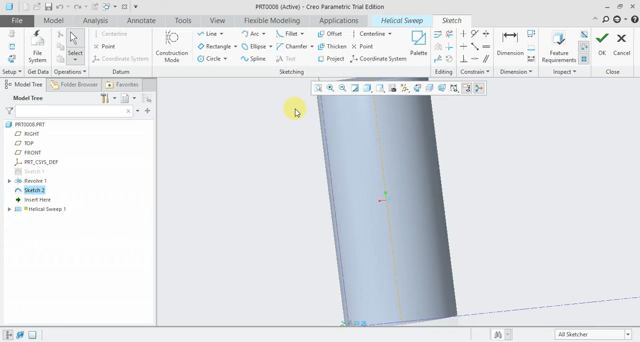 PRT0008 (Active) - Creo Parametric Trial Edition
File Model Analysis Annotate Tools View Flexible Modeling Applications Helical Sweep Sketch
File System
Select
Centerline
Point
Coordinate System
Construction Mode
Line Arc Fillet Offset Centerline
Rectangle Ellipse Chamfer Thicken Point
Circle Spline Text Project Coordinate System
Palette
Dimension
Feature Requirements
OK Cancel
Setup Get Data Operations Datum Sketching Editing Constrain Dimension Inspect Close
Model Tree Folder Browser Favorites
Model Tree
PRT0008.PRT
RIGHT
TOP
FRONT
PRT_CSYS_DEF
Sketch 1
Revolve 1
Sketch 2
Insert Here
Helical Sweep 1
All Sketcher